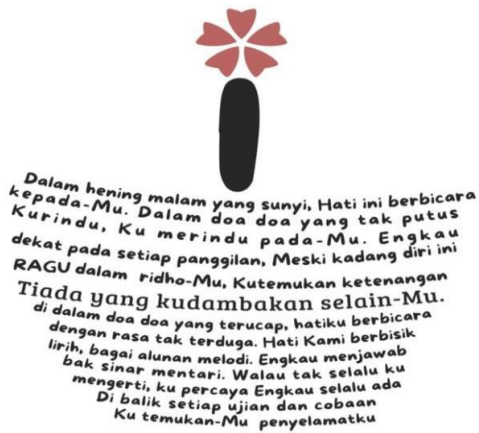 Dalam hening malam yang sunyi, Hati ini berbicara
kepada-Mu. Dalam doa doa yang tak putus
Kurindu, Ku merindu pada-Mu. Engkau
dekat pada setiap panggilan, Meski kadang diri ini
RAGU dalam ridho-Mu, Kutemukan ketenangan
Tiada yang kudambakan selain-Mu.
di dalam doa doa yang terucap, hatiku berbicara
dengan rasa tak terduga. Hati Kami berbisik
lirih, bagai alunan melodi. Engkau menjawab
bak sinar mentari. Walau tak selalu ku
mengerti, ku percaya Engkau selalu ada
Di balik setiap ujian dan cobaan
Ku temukan-Mu penyelamatku